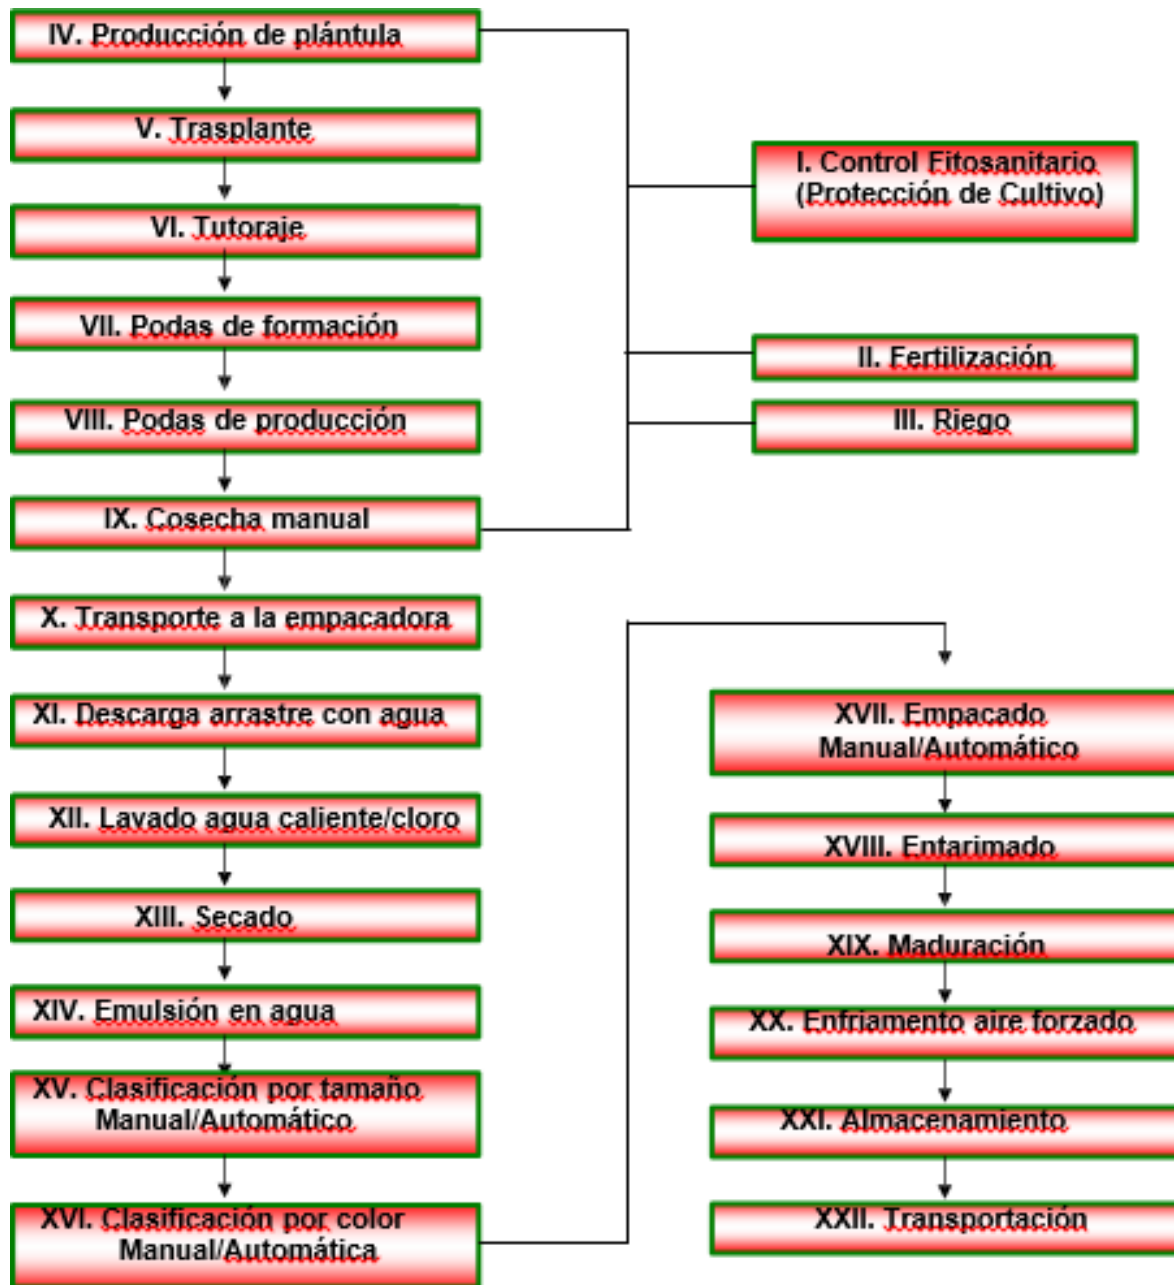 IV. Producción de plántula
V. Trasplante
VI. Tutoraje
VII. Podas de formación
VIII. Podas de producción
IX. Cosecha manual
X. Transporte a la empacadora
XI. Descarga arrastre con agua
XII. Lavado agua caliente/cloro
XIII. Secado
XIV. Emulsión en agua
XV. Clasificación por tamaño
Manual/Automático
XVI. Clasificación por color
Manual/Automática
I. Control Fitosanitario
(Protección de Cultivo)
II. Fertilización
III. Riego
XVII. Empacado
Manual/Automático
XVIII. Entarimado
XIX. Maduración
XX. Enfriamento aire forzado
XXI. Almacenamiento
XXII. Transportación